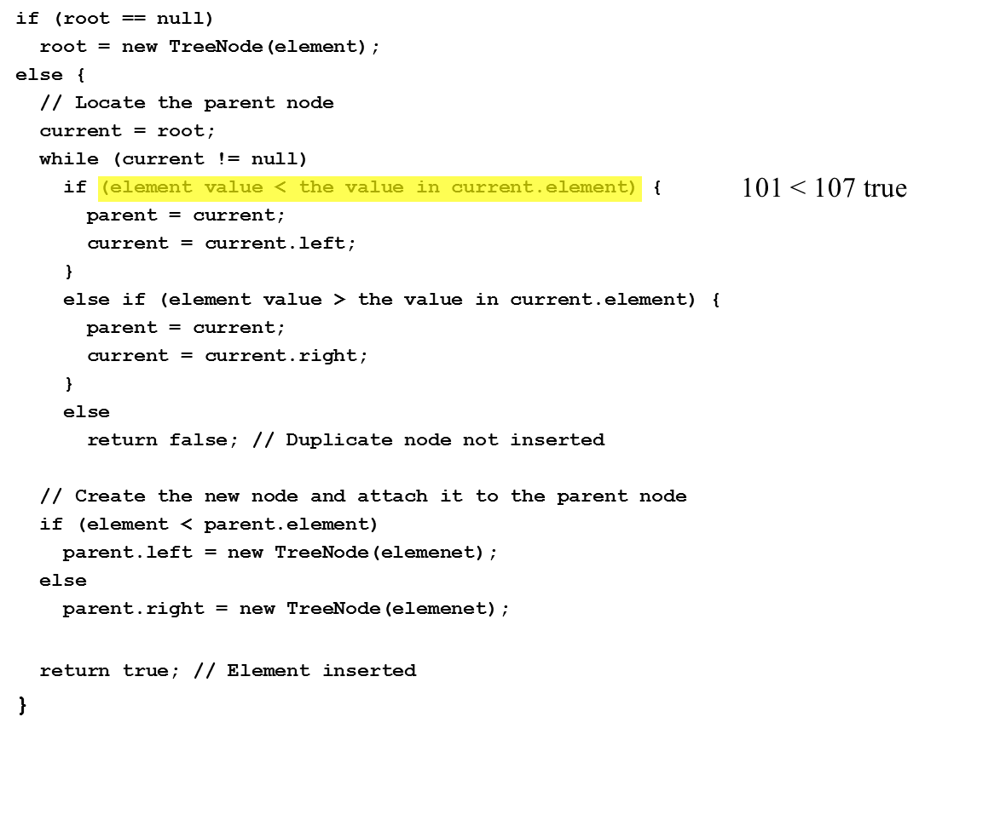 if (root == null)
  root = new TreeNode(element);
else {
  // Locate the parent node
  current = root;
  while (current != null)
    if (element value < the value in current.element) { 101 < 107 true
      parent = current;
      current = current.left;
    }
    else if (element value > the value in current.element) {
      parent = current;
      current = current.right;
    }
    else
      return false; // Duplicate node not inserted
  // Create the new node and attach it to the parent node
  if (element < parent.element)
    parent.left = new TreeNode(elemenet);
  else
    parent.right = new TreeNode(elemenet);
  return true; // Element inserted
}